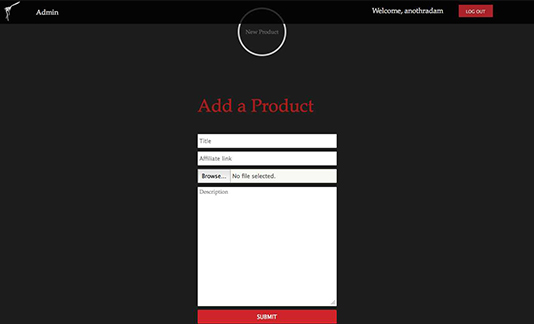 Admin
Welcome, anothradam
LOG OUT
New Product
Add a Product
Title
Affiliate link
Browse... No file selected.
Description
SUBMIT